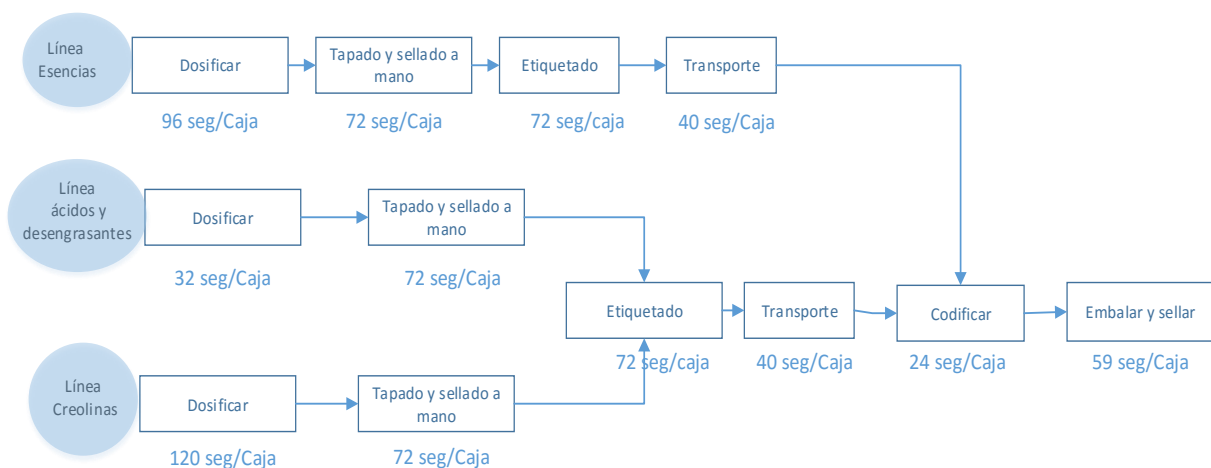 Línea
Esencias
Dosificar
Tapado y sellado a
mano
Etiquetado
Transporte
96 seg/Caja
72 seg/Caja
72 seg/caja
40 seg/Caja
Línea
ácidos y
desengrasantes
Dosificar
Tapado y sellado a
mano
32 seg/Caja
72 seg/Caja
Etiquetado
Transporte
Codificar
Embalar y sellar
72 seg/caja
40 seg/Caja
24 seg/Caja
59 seg/Caja
Línea
Creolinas
Dosificar
Tapado y sellado a
mano
120 seg/Caja
72 seg/Caja